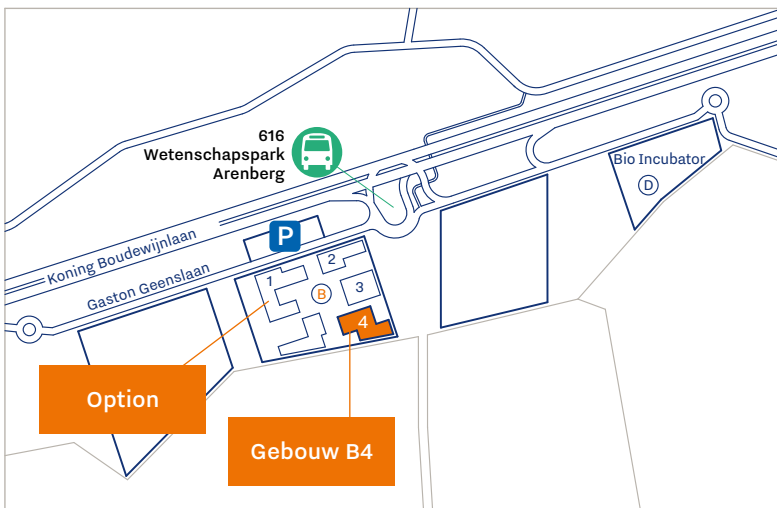 616
Wetenschapspark
Arenberg
Bio Incubator
D
P
Koning Boudewijnlaan
Gaston Geenslaan
1
2
B
3
4
Option
Gebouw B4